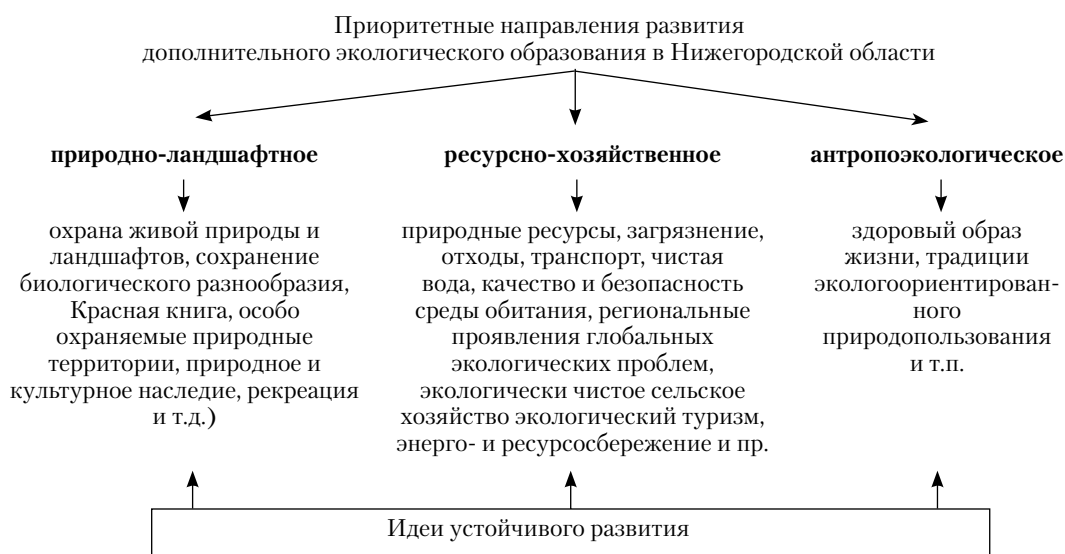 Приоритетные направления развития
дополнительного экологического образования в Нижегородской области
природно-ландшафтное
охрана живой природы и
ландшафтов, сохранение
биологического разнообразия,
Красная книга, особо
охраняемые природные
территории, природное и
культурное наследие, рекреация
и т.д.)
ресурсно-хозяйственное
природные ресурсы, загрязнение,
отходы, транспорт, чистая
вода, качество и безопасность
среды обитания, региональные
проявления глобальных
экологических проблем,
экологически чистое сельское
хозяйство экологический туризм,
энерго- и ресурсосбережение и пр.
антропоэкологическое
здоровый образ
жизни, традиции
экологоориентирован-
ного
природопользования
и т.п.
Идеи устойчивого развития